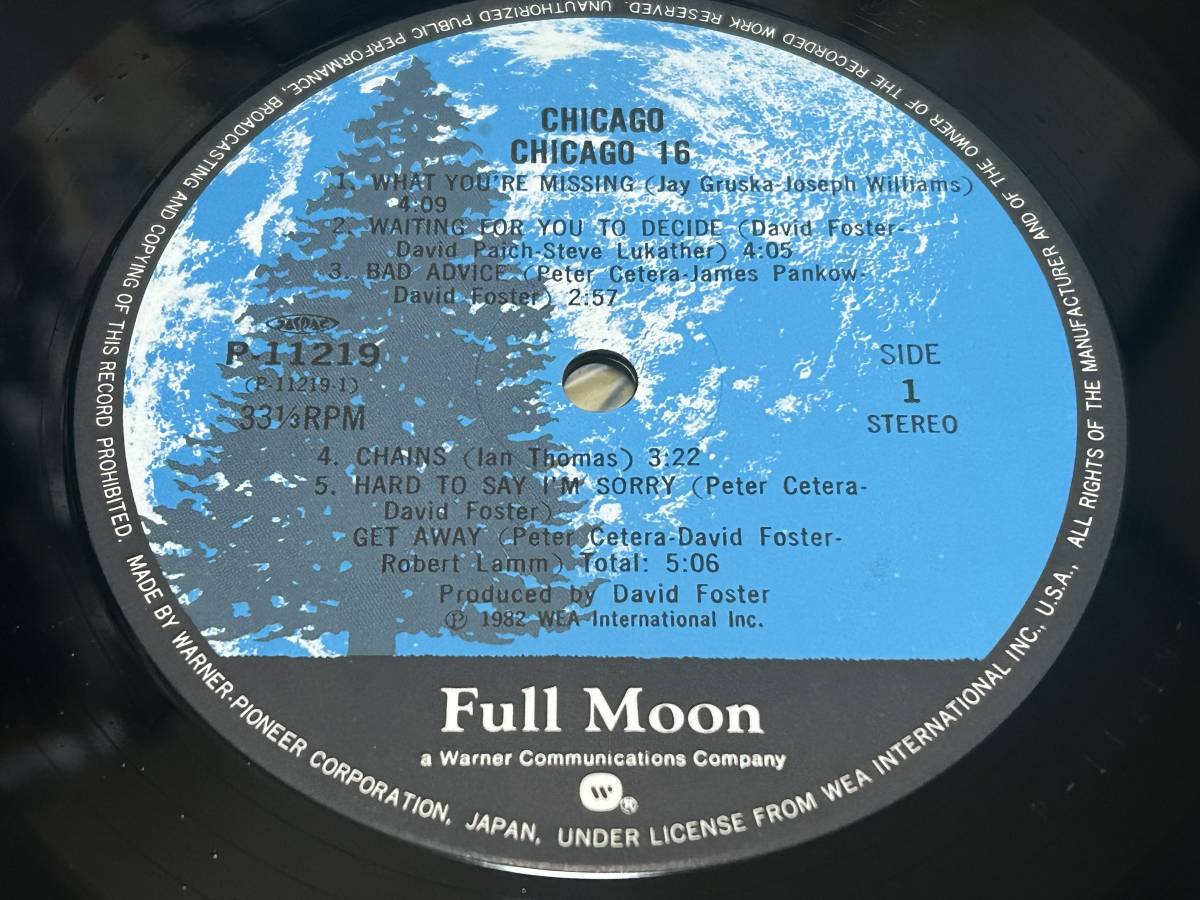 CHICAGO
CHICAGO 16
1. WHAT YOU'RE MISSING (Jay Gruska-Joseph Williams)
4:09
2. WAITING FOR YOU TO DECIDE (David Foster-
David Paich-Steve Lukather) 4:05
3. BAD ADVICE (Peter Cetera-James Pankow-
David Foster) 2:57
JASRAC
P-11219
(P-11219-1)
33⅓RPM
SIDE
1
STEREO
4. CHAINS (Ian Thomas) 3:22
5. HARD TO SAY I'M SORRY (Peter Cetera-
David Foster)
GET AWAY (Peter Cetera-David Foster-
Robert Lamm) Total: 5:06
Produced by David Foster
℗ 1982 WEA International Inc.
Full Moon
a Warner Communications Company
W ®
MADE BY WARNER-PIONEER CORPORATION, JAPAN, UNDER LICENSE FROM WEA INTERNATIONAL INC., U.S.A., ALL RIGHTS OF THE MANUFACTURER AND OF THE OWNER OF THE RECORDED WORK RESERVED. UNAUTHORIZED PUBLIC PERFORMANCE, BROADCASTING AND COPYING OF THIS RECORD PROHIBITED.